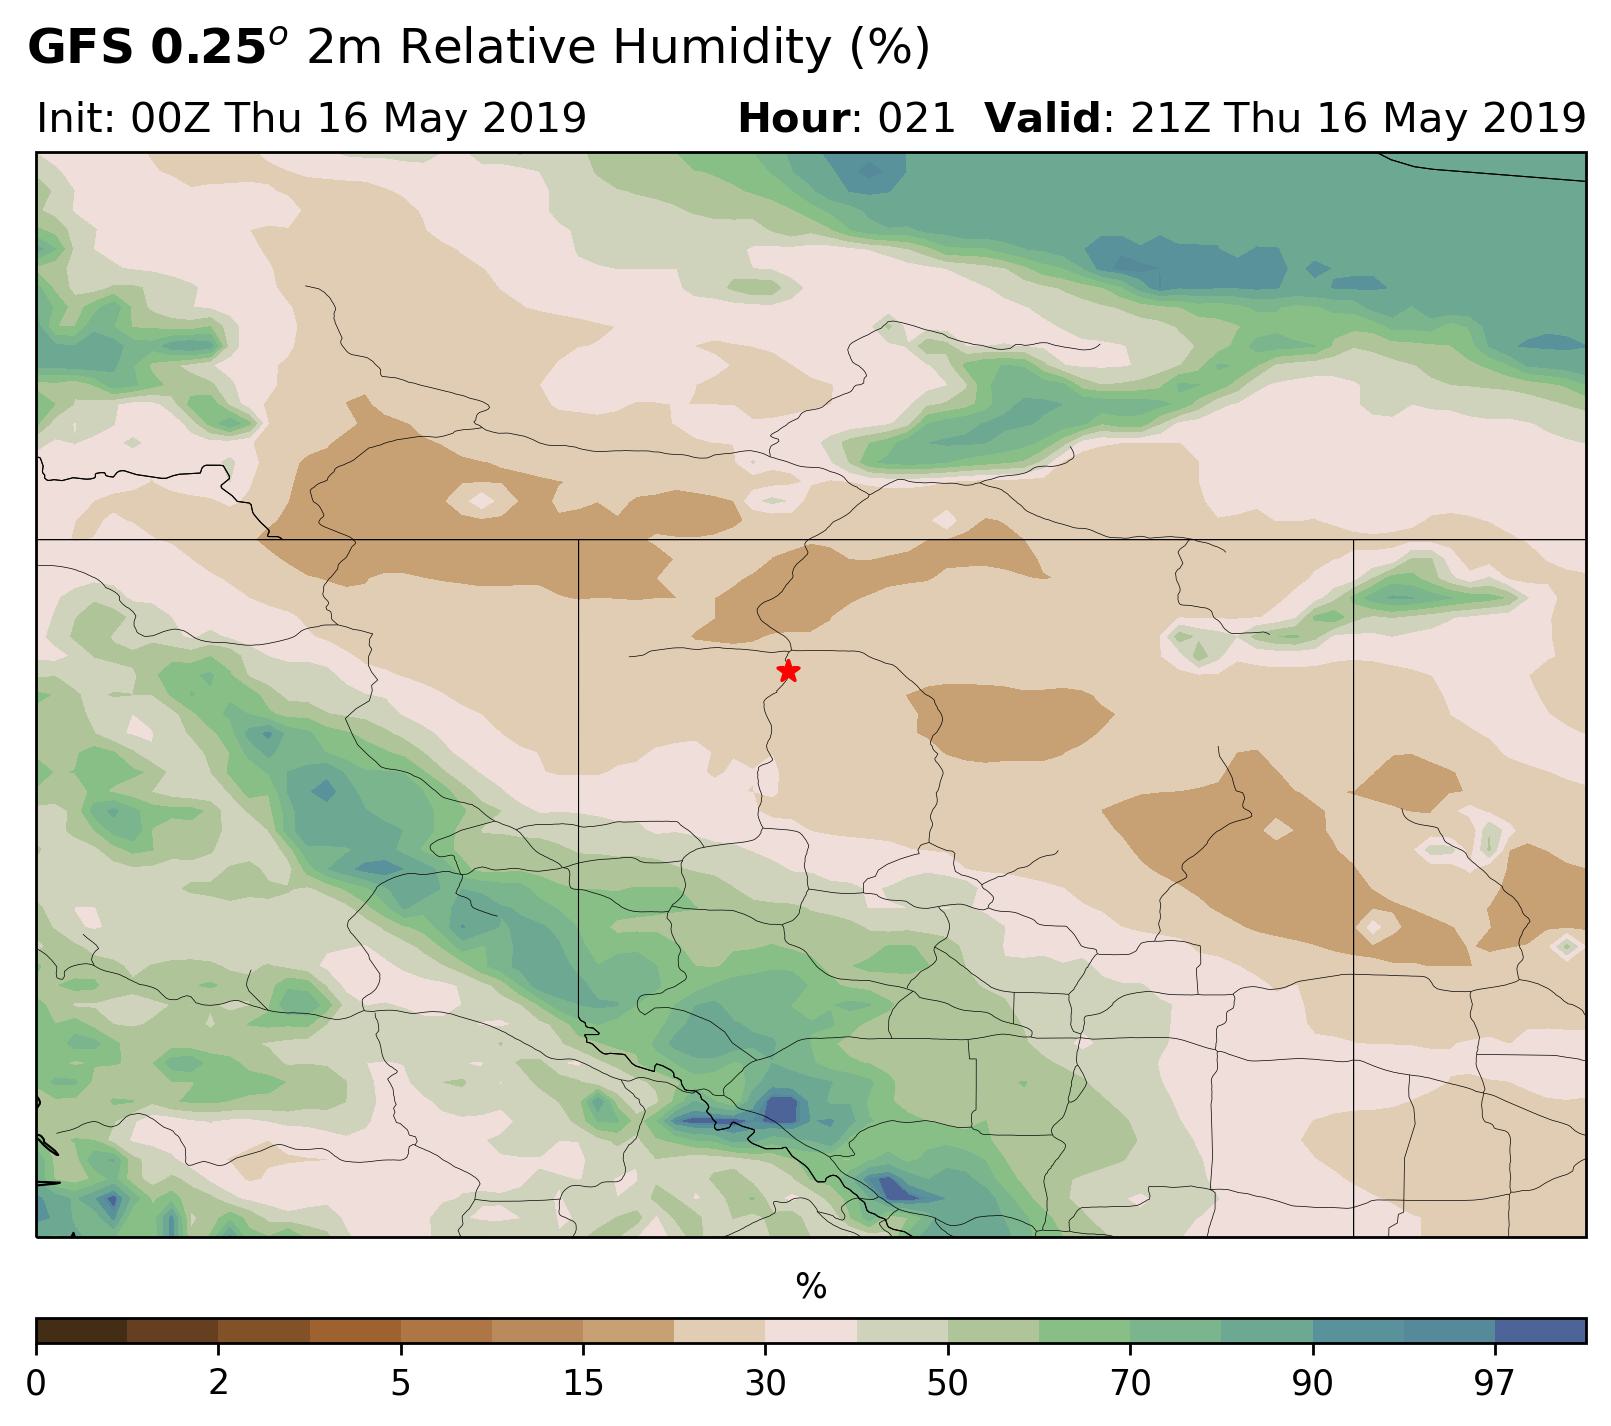 GFS 0.25° 2m Relative Humidity (%)
Init: 00Z Thu 16 May 2019 Hour: 021 Valid: 21Z Thu 16 May 2019
%
0 2 5 15 30 50 70 90 97